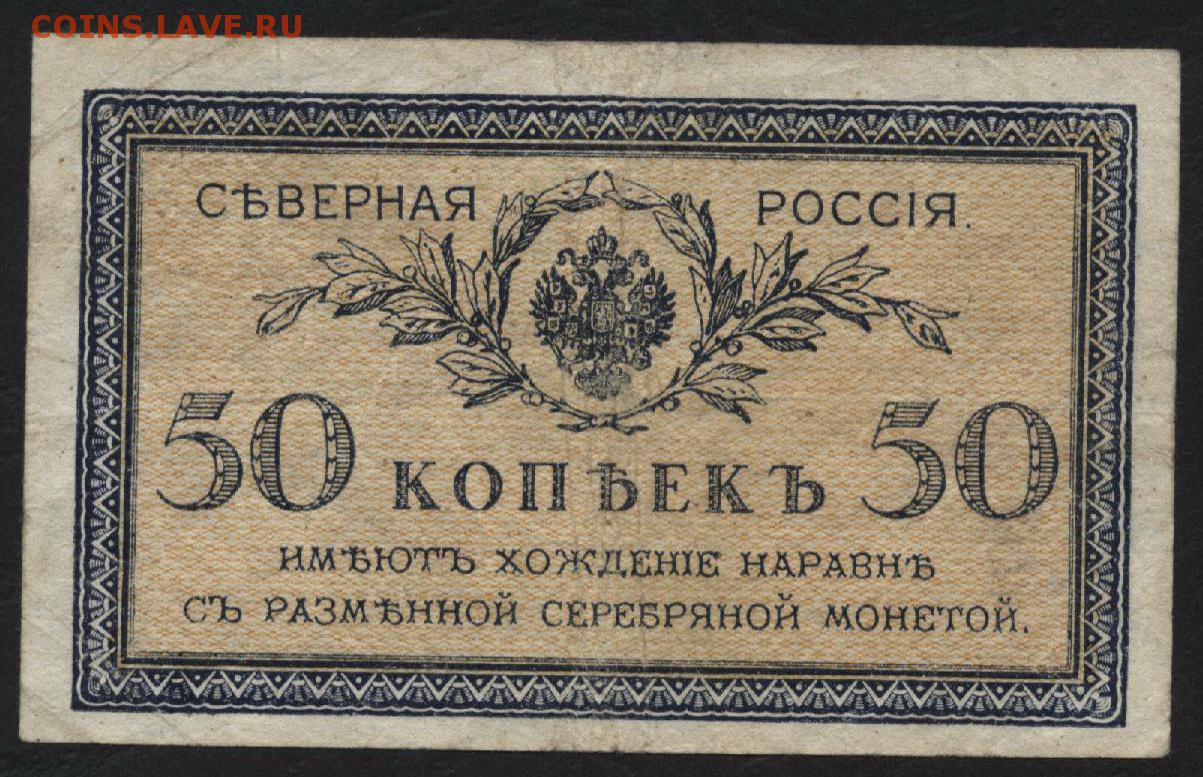 COINS.LAVE.RU
СѢВЕРНАЯ РОССІЯ.
50 КОПѢЕКЪ 50
ИМѢЮТЪ ХОЖДЕНІЕ НАРАВНѢ
СЪ РАЗМѢННОЙ СЕРЕБРЯНОЙ МОНЕТОЙ.